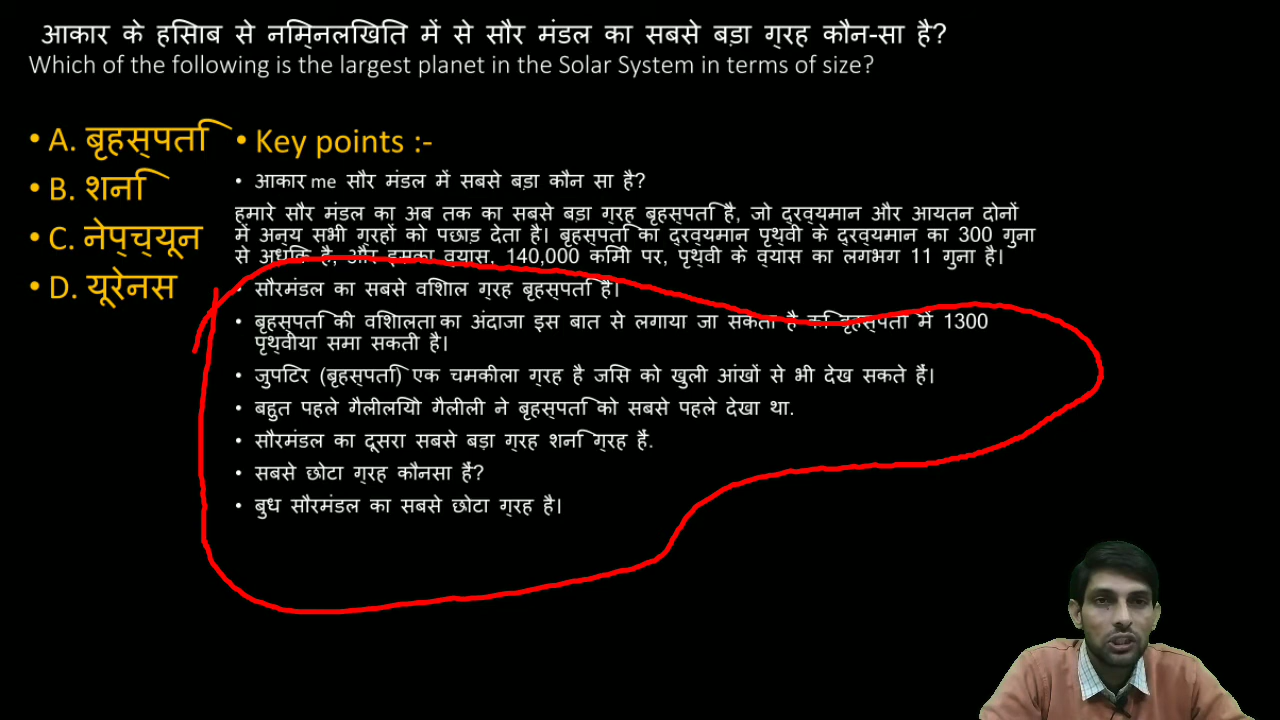 आकार के हिसाब से निम्नलिखित में से सौर मंडल का सबसे बड़ा ग्रह कौन-सा है?
Which of the following is the largest planet in the Solar System in terms of size?
• A. बृहस्पति
• B. शनि
• C. नेप्च्यून
• D. यूरेनस
• Key points :-
• आकार me सौर मंडल में सबसे बड़ा कौन सा है?
हमारे सौर मंडल का अब तक का सबसे बड़ा ग्रह बृहस्पति है, जो द्रव्यमान और आयतन दोनों
में अन्य सभी ग्रहों को पछाड़ देता है। बृहस्पति का द्रव्यमान पृथ्वी के द्रव्यमान का 300 गुना
से अधिक है, और इसका व्यास, 140,000 किमी पर, पृथ्वी के व्यास का लगभग 11 गुना है।
• सौरमंडल का सबसे विशाल ग्रह बृहस्पति है।
• बृहस्पति की विशालता का अंदाजा इस बात से लगाया जा सकता है कि बृहस्पति में 1300
पृथ्वीया समा सकती है।
• जुपिटर (बृहस्पति) एक चमकीला ग्रह है जिस को खुली आंखों से भी देख सकते हैं।
• बहुत पहले गैलीलियो गैलीली ने बृहस्पति को सबसे पहले देखा था.
• सौरमंडल का दूसरा सबसे बड़ा ग्रह शनि ग्रह हैं.
• सबसे छोटा ग्रह कौनसा हैं?
• बुध सौरमंडल का सबसे छोटा ग्रह है।